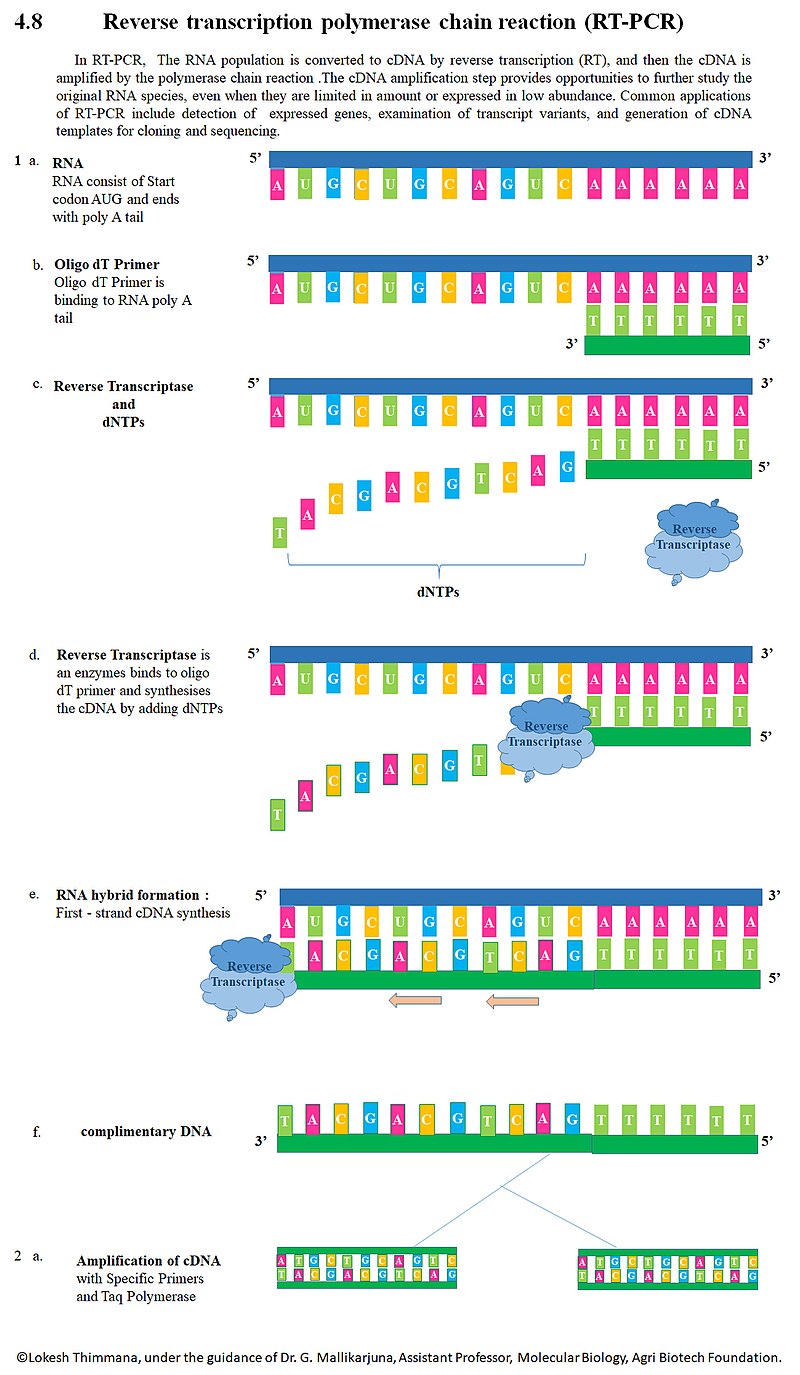 4.8 Reverse transcription polymerase chain reaction (RT-PCR)
In RT-PCR, The RNA population is converted to cDNA by reverse transcription (RT), and then the cDNA is
amplified by the polymerase chain reaction .The cDNA amplification step provides opportunities to further study the
original RNA species, even when they are limited in amount or expressed in low abundance. Common applications
of RT-PCR include detection of expressed genes, examination of transcript variants, and generation of cDNA
templates for cloning and sequencing.
1 a. RNA
RNA consist of Start
codon AUG and ends
with poly A tail
5’ 3’
A U G C U G C A G U C A A A A A A
b. Oligo dT Primer
Oligo dT Primer is
binding to RNA poly A
tail
5’ 3’
A U G C U G C A G U C A A A A A A
T T T T T T
3’ 5’
c. Reverse Transcriptase
and
dNTPs
5’ 3’
A U G C U G C A G U C A A A A A A
T T T T T T
5’
T A C G A C G T C A G
Reverse
Transcriptase
dNTPs
d. Reverse Transcriptase is
an enzymes binds to oligo
dT primer and synthesises
the cDNA by adding dNTPs
5’ 3’
A U G C U G C A G U C A A A A A A
T T T T T T
5’
Reverse
Transcriptase
T A C G A C G T
e. RNA hybrid formation :
First - strand cDNA synthesis
5’ 3’
A U G C U G C A G U C A A A A A A
A C G A C G T C A G T T T T T T
Reverse
Transcriptase
5’
f. complimentary DNA
T A C G A C G T C A G T T T T T T
3’ 5’
2 a. Amplification of cDNA
with Specific Primers
and Taq Polymerase
A T G C T G C A G T C
T A C G A C G T C A G
A T G C T G C A G T C
T A C G A C G T C A G
©Lokesh Thimmana, under the guidance of Dr. G. Mallikarjuna, Assistant Professor, Molecular Biology, Agri Biotech Foundation.